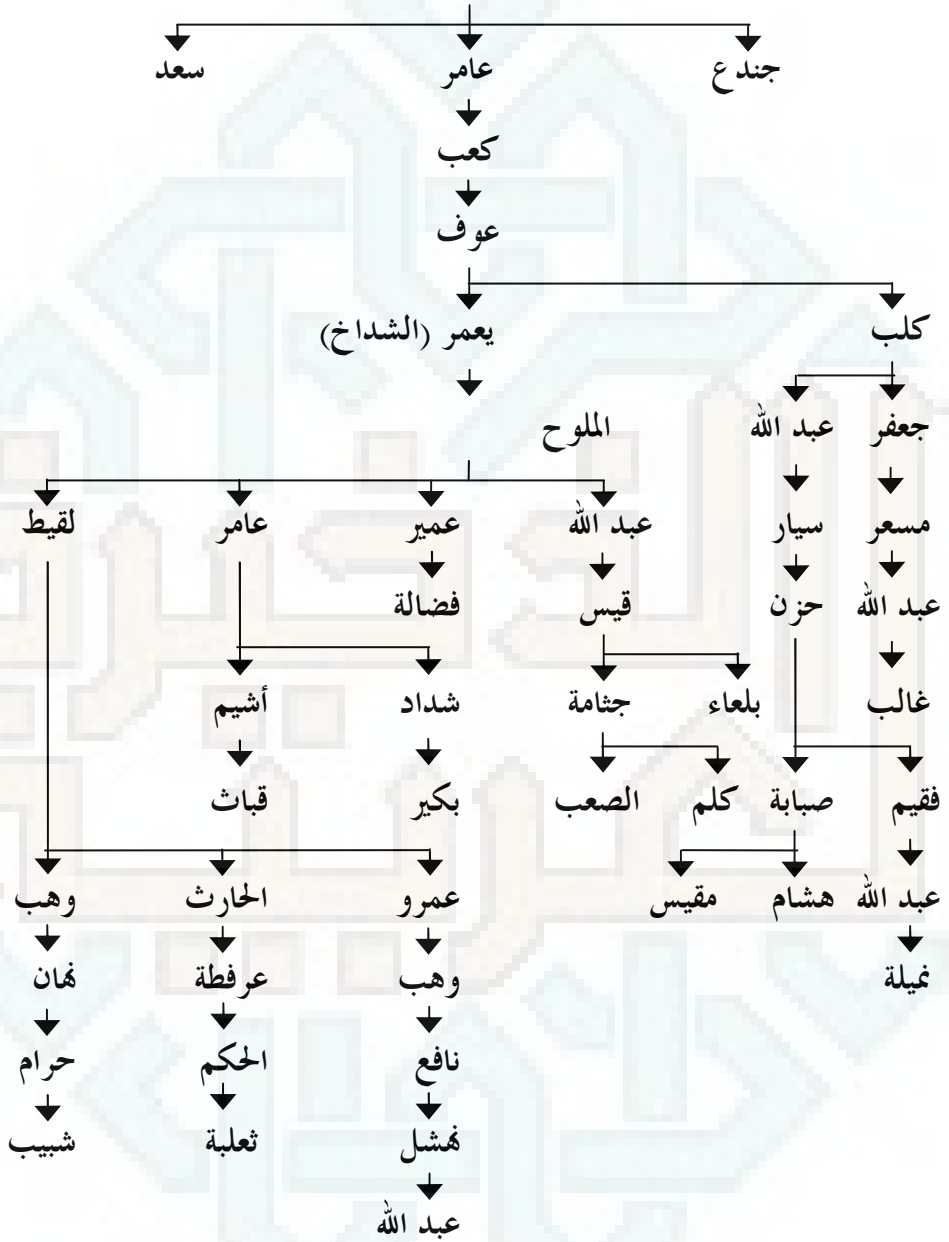 جندع عامر سعد
كعب
عوف
كلب يعمر (الشداخ)
جعفر عبد الله الملوح
مسعر سيار عبد الله عمير عامر لقيط
عبد الله حزن قيس فضالة
غالب بلعاء جثامة شداد أشيم
فقيم صبابة كلم الصعب بكير قباث
عبد الله هشام مقيس عمرو الحارث وهب
نميلة وهب عرفطة نهان
نافع الحكم حرام
نهشل ثعلبة شبيب
عبد الله